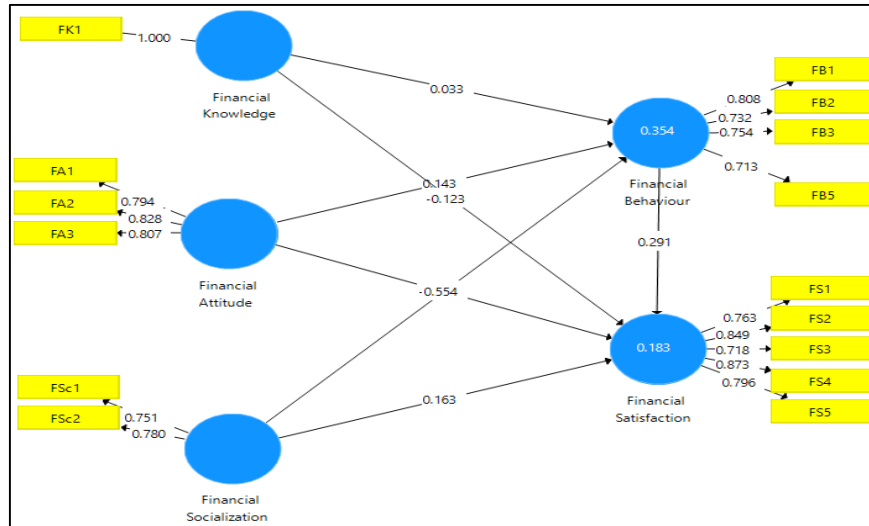 FK1
1.000
Financial
Knowledge
0.033
FB1
0.808
FB2
0.732
FB3
0.754
0.354
0.713
FB5
Financial
Behaviour
FA1
0.794
FA2
0.828
FA3
0.807
0.143
-0.123
Financial
Attitude
0.291
-0.554
FS1
0.763
FS2
0.849
FS3
0.718
0.183
0.873
FS4
0.796
FS5
Financial
Satisfaction
FSc1
0.751
FSc2
0.780
0.163
Financial
Socialization